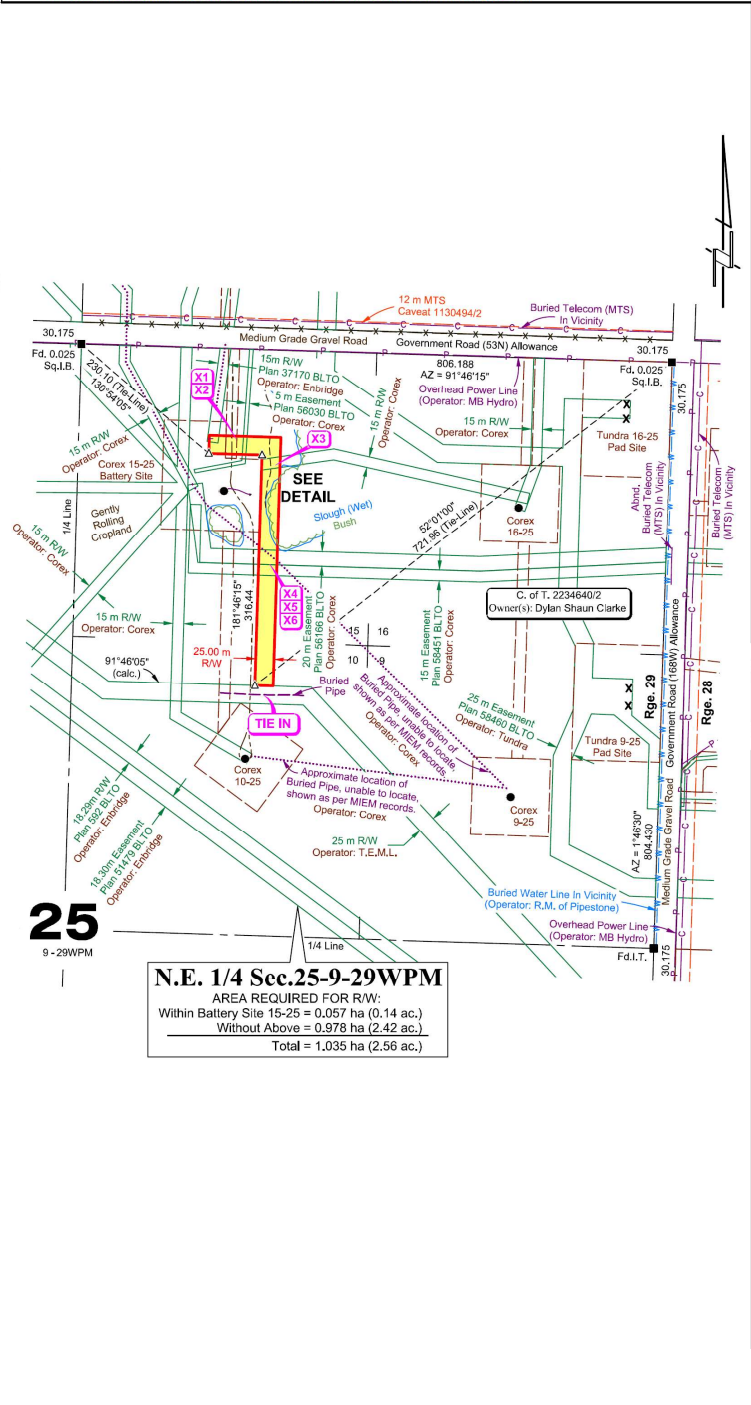 12 m MTS
Caveat 1130494/2
Buried Telecom (MTS)
In Vicinity
30.175
Medium Grade Gravel Road
Government Road (53N) Allowance
30.175
Fd. 0.025
Sq.I.B.
230.10 (Tie-Line)
130°54'05"
15m R/W
Plan 37170 BLTO
Operator: Enbridge
5 m Easement
Plan 56030 BLTO
Operator: Corex
15 m R/W
Operator: Corex
806.188
AZ = 91°46'15"
Overhead Power Line
(Operator: MB Hydro)
Fd. 0.025
Sq.I.B.
30.175
X1
X2
X3
15 m R/W
Operator: Corex
Corex 15-25
Battery Site
15 m R/W
Operator: Corex
Tundra 16-25
Pad Site
X
X
SEE
DETAIL
Slough (Wet)
Bush
52°01'00"
721.96 (Tie-Line)
Corex
16-25
Abnd.
Buried Telecom
(MTS) In Vicinity
Buried Telecom
(MTS) In Vicinity
1/4 Line
Gently
Rolling
Cropland
15 m R/W
Operator: Corex
181°46'15"
316.44
X4
X5
X6
C. of T. 2234640/2
Owner(s): Dylan Shaun Clarke
15 m R/W
Operator: Corex
20 m Easement
Plan 56166 BLTO
Operator: Corex
15
16
10
9
15 m Easement
Plan 58451 BLTO
Operator: Corex
91°46'05"
(calc.)
25.00 m
R/W
Buried
Pipe
TIE IN
Approximate location of
Buried Pipe, unable to locate,
shown as per MIEM records.
Operator: Corex
25 m Easement
Plan 58460 BLTO
Operator: Tundra
X
X
Rge. 29
Government Road (168W) Allowance
Rge. 28
Tundra 9-25
Pad Site
Corex
10-25
Approximate location of
Buried Pipe, unable to locate,
shown as per MIEM records.
Operator: Corex
Corex
9-25
18.29m R/W
Plan 592 BLTO
Operator: Enbridge
18.30m Easement
Plan 51479 BLTO
Operator: Enbridge
25 m R/W
Operator: T.E.M.L.
AZ = 1°46'30"
804.430
Medium Grade Gravel Road
Buried Water Line In Vicinity
(Operator: R.M. of Pipestone)
25
9 - 29WPM
Overhead Power Line
(Operator: MB Hydro)
1/4 Line
Fd.I.T.
30.175
N.E. 1/4 Sec.25-9-29WPM
AREA REQUIRED FOR R/W:
Within Battery Site 15-25 = 0.057 ha (0.14 ac.)
Without Above = 0.978 ha (2.42 ac.)
Total = 1.035 ha (2.56 ac.)